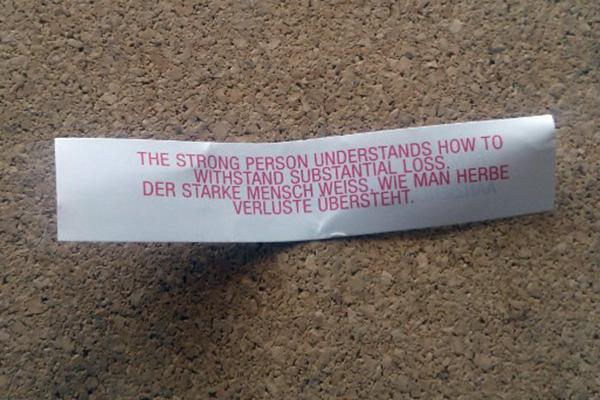 THE STRONG PERSON UNDERSTANDS HOW TO
WITHSTAND SUBSTANTIAL LOSS.
DER STARKE MENSCH WEISS, WIE MAN HERBE
VERLUSTE ÜBERSTEHT.